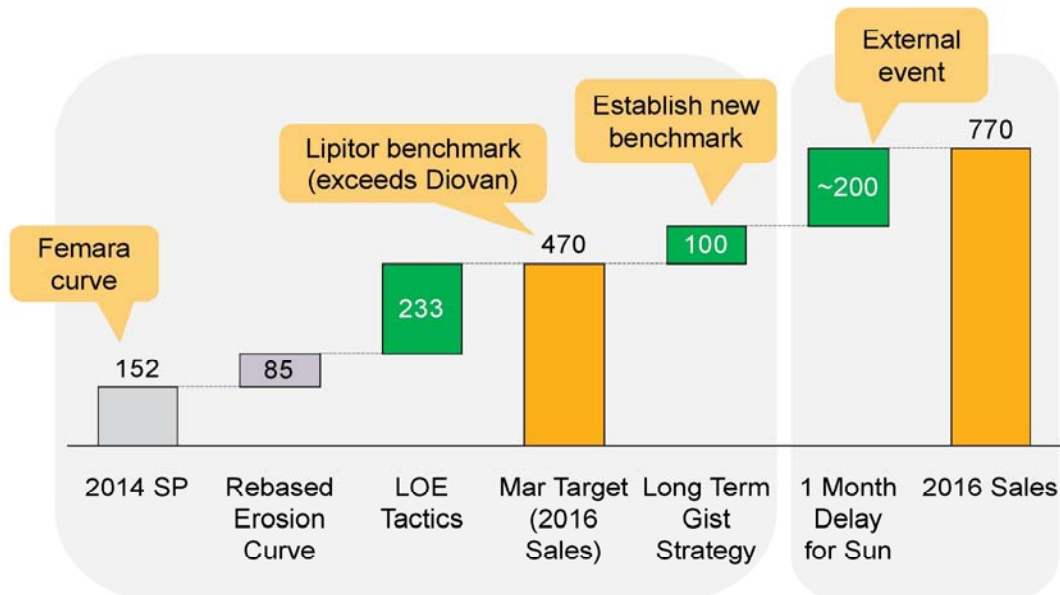 External
event
Establish new
benchmark
770
Lipitor benchmark
(exceeds Diovan)
~200
Femara
curve
470
100
233
152
85
2014 SP
Rebased
Erosion
Curve
LOE
Tactics
Mar Target
(2016
Sales)
Long Term
Gist
Strategy
1 Month
Delay
for Sun
2016 Sales